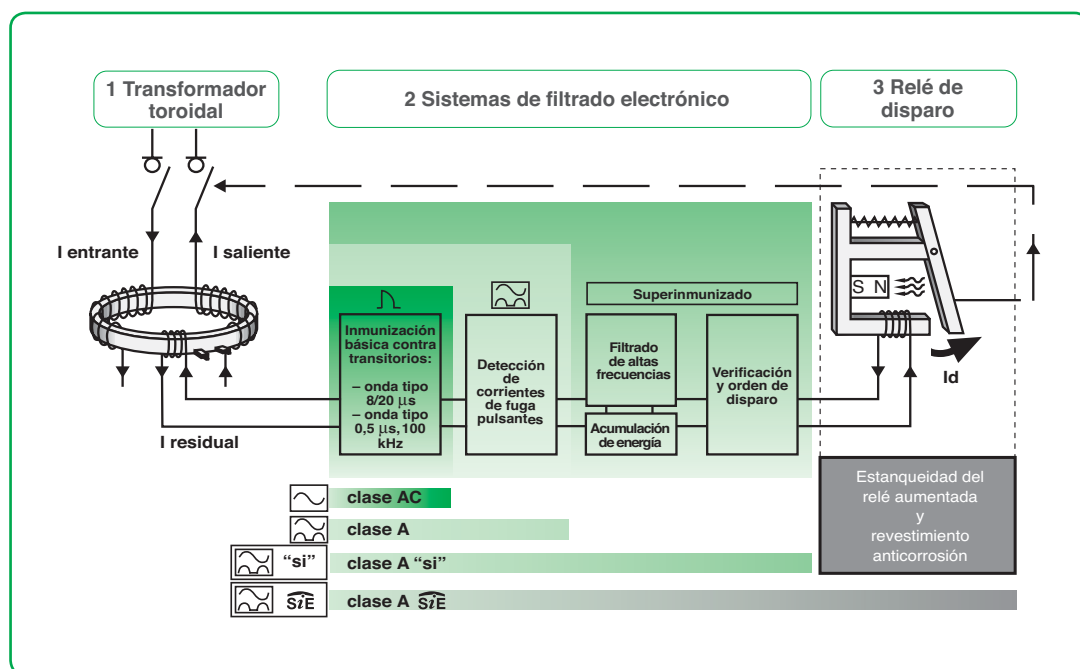 1 Transformador
toroidal
2 Sistemas de filtrado electrónico
3 Relé de
disparo
I entrante
I saliente
S N
Superinmunizado
Inmunización
básica contra
transitorios:
– onda tipo
8/20 μs
– onda tipo
0,5 μs, 100
kHz
Detección
de
corrientes
de fuga
pulsantes
Filtrado
de altas
frecuencias
Acumulación
de energía
Verificación
y orden de
disparo
Id
I residual
Estanqueidad del
relé aumentada
y
revestimiento
anticorrosión
clase AC
clase A
“si” clase A “si”
SiE clase A SiE